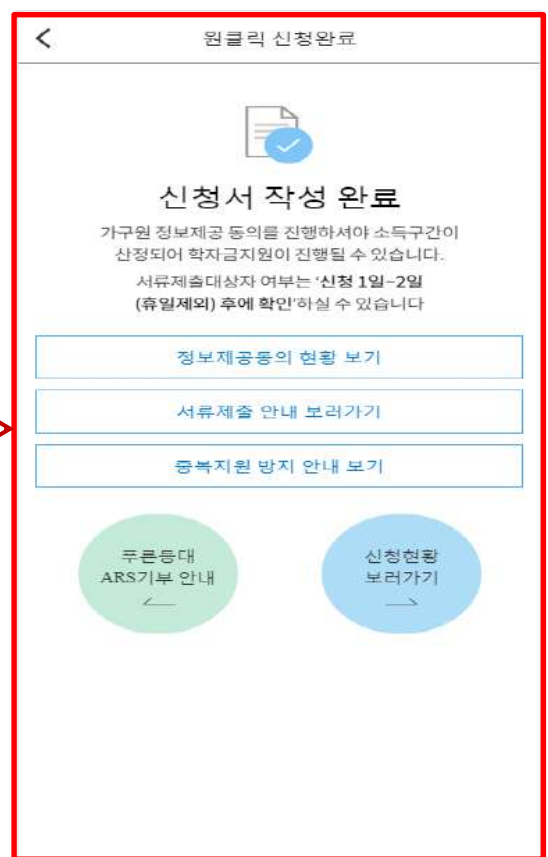 원클릭 신청완료
신청서 작성 완료
가구원 정보제공 동의를 진행하셔야 소득구간이
산정되어 학자금지원이 진행될 수 있습니다.
서류제출대상자 여부는 '신청 1일~2일
(휴일제외) 후에 확인'하실 수 있습니다
정보제공동의 현황 보기
서류제출 안내 보러가기
중복지원 방지 안내 보기
푸른등대
ARS기부 안내
신청현황
보러가기